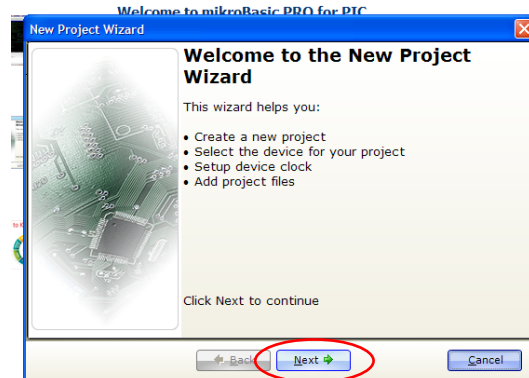 Welcome to mikroBasic PRO for PIC
New Project Wizard
Welcome to the New Project
Wizard
This wizard helps you:
• Create a new project
• Select the device for your project
• Setup device clock
• Add project files
Click Next to continue
Back
Next
Cancel